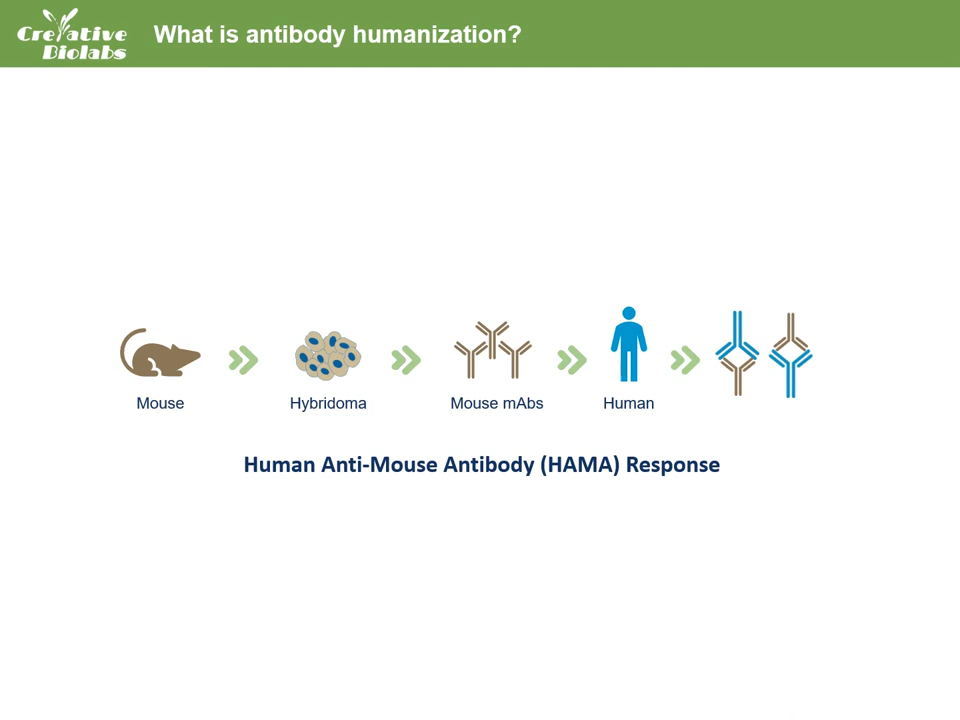 Creative
Biolabs
What is antibody humanization?
Mouse
Hybridoma
Mouse mAbs
Human
Human Anti-Mouse Antibody (HAMA) Response